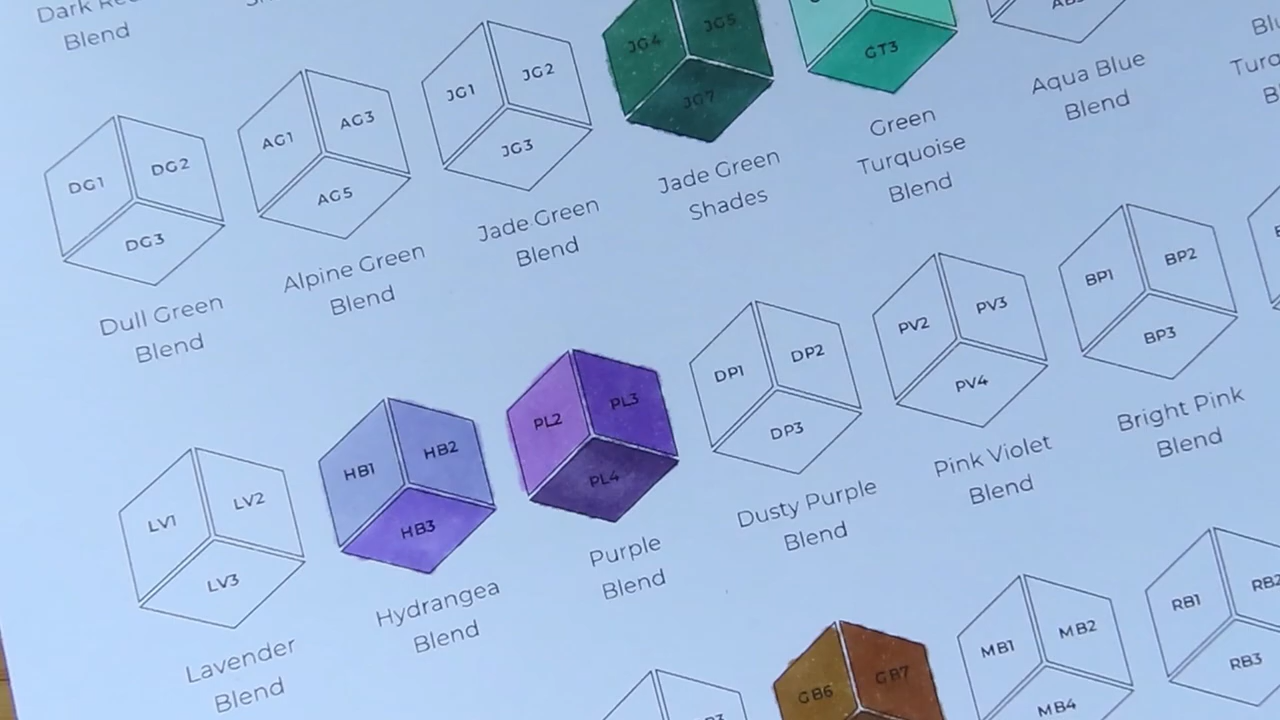 Blend
JG4
JG5
JG7
GT3
JG1
JG2
JG3
AG1
AG3
AG5
DG1
DG2
DG3
Aqua Blue
Blend
Green
Turquoise
Blend
Jade Green
Shades
Jade Green
Blend
Alpine Green
Blend
Dull Green
Blend
BP1
BP2
BP3
PV2
PV3
PV4
DP1
DP2
DP3
PL2
PL3
PL4
HB1
HB2
HB3
LV1
LV2
LV3
Bright Pink
Blend
Pink Violet
Blend
Dusty Purple
Blend
Purple
Blend
Hydrangea
Blend
Lavender
Blend
RB1
RB2
RB3
MB1
MB2
MB4
GB6
GB7